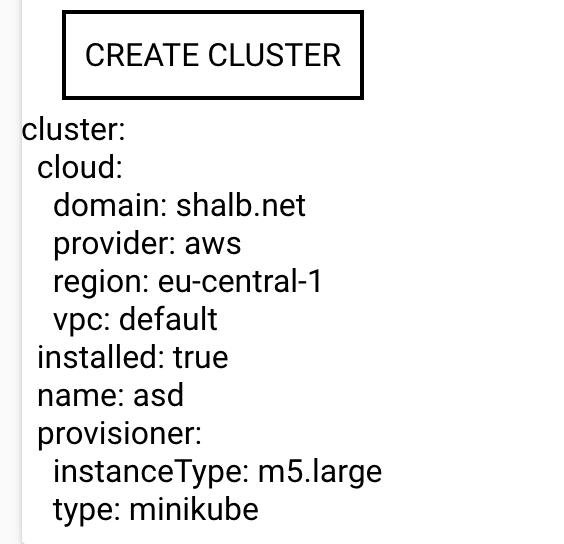 CREATE CLUSTER
cluster:
  cloud:
    domain: shalb.net
    provider: aws
    region: eu-central-1
    vpc: default
  installed: true
  name: asd
  provisioner:
    instanceType: m5.large
    type: minikube